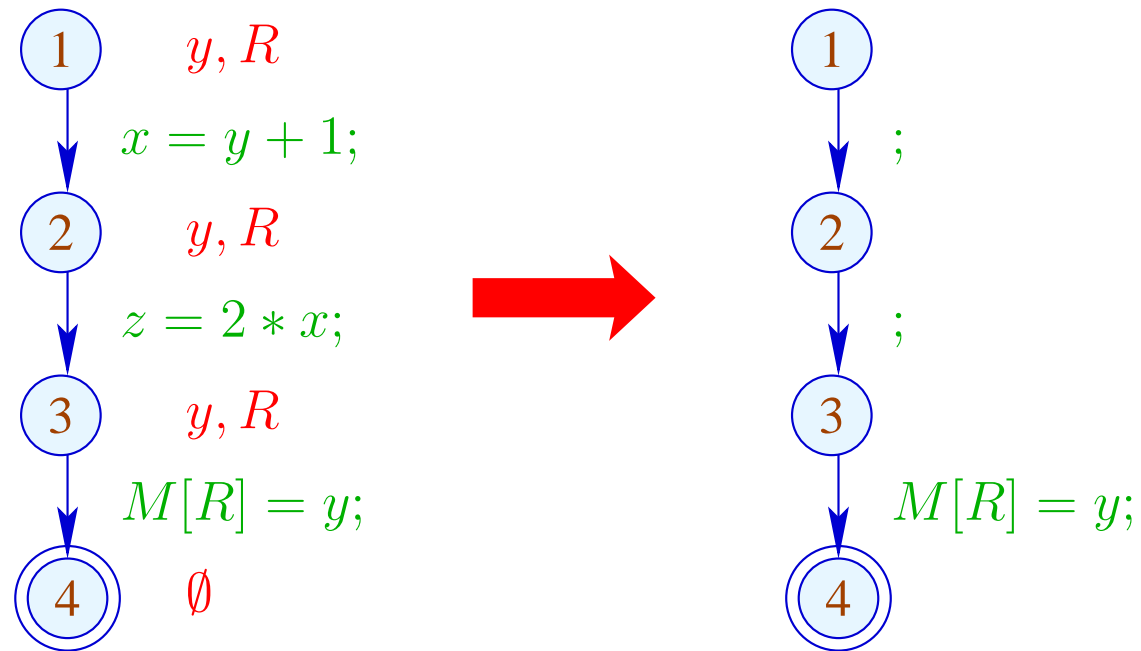 1 y, R 1
x = y + 1; ;
2 y, R 2
z = 2 ∗ x; ;
3 y, R 3
M[R] = y; M[R] = y;
4 ∅ 4